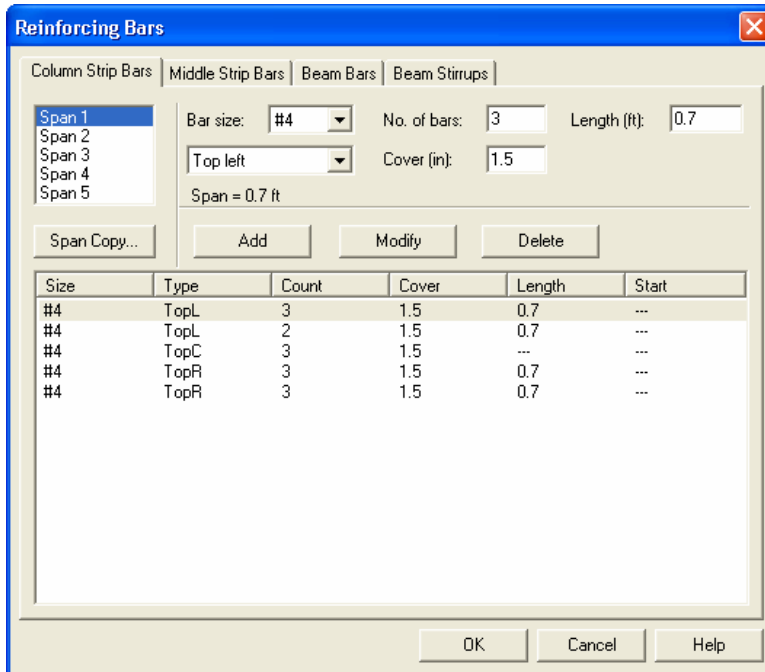 Reinforcing Bars
Column Strip Bars Middle Strip Bars Beam Bars Beam Stirrups
Span 1
Span 2
Span 3
Span 4
Span 5
Bar size: #4 No. of bars: 3 Length (ft): 0.7
Top left Cover (in): 1.5
Span = 0.7 ft
Span Copy... Add Modify Delete
Size Type Count Cover Length Start
#4 TopL 3 1.5 0.7 ---
#4 TopL 2 1.5 0.7 ---
#4 TopC 3 1.5 --- ---
#4 TopR 3 1.5 0.7 ---
#4 TopR 3 1.5 0.7 ---
OK Cancel Help